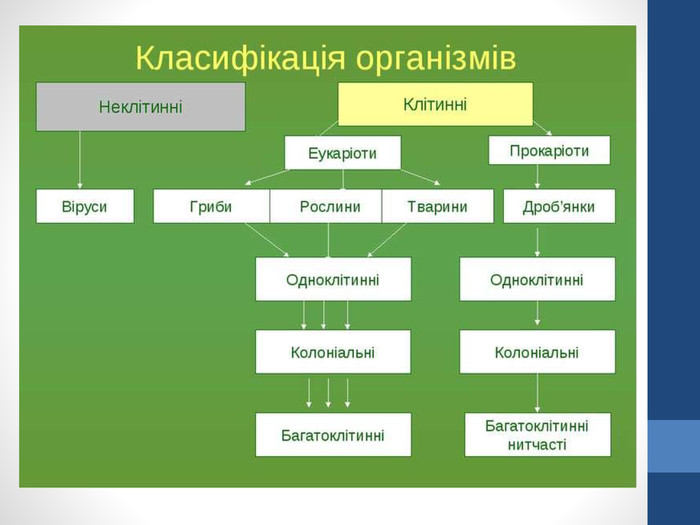 Класифікація організмів
Неклітинні
Клітинні
Еукаріоти
Прокаріоти
Віруси
Гриби
Рослини
Тварини
Дроб'янки
Одноклітинні
Одноклітинні
Колоніальні
Колоніальні
Багатоклітинні
Багатоклітинні
нитчасті